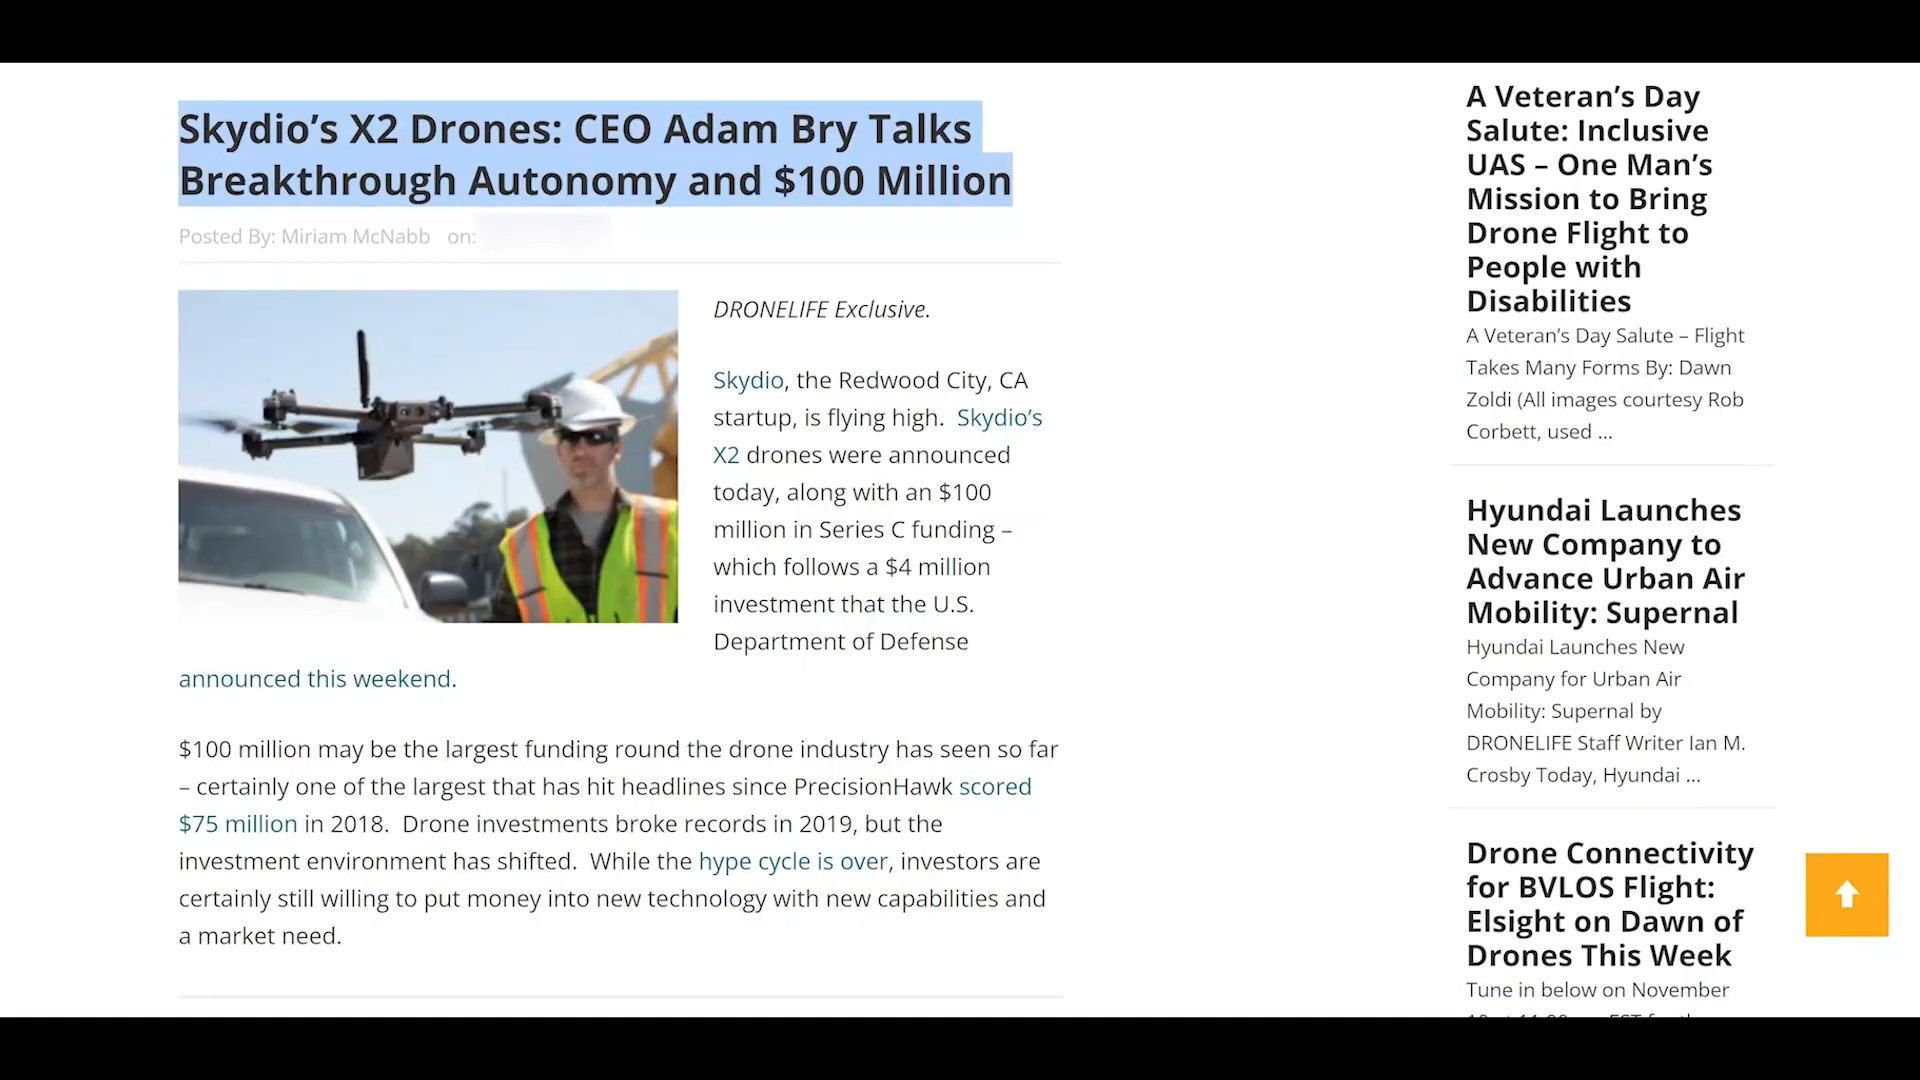 Skydio’s X2 Drones: CEO Adam Bry Talks
Breakthrough Autonomy and $100 Million
Posted By: Miriam McNabb on:
DRONELIFE Exclusive.
Skydio, the Redwood City, CA
startup, is flying high. Skydio’s
X2 drones were announced
today, along with an $100
million in Series C funding –
which follows a $4 million
investment that the U.S.
Department of Defense
announced this weekend.
$100 million may be the largest funding round the drone industry has seen so far
– certainly one of the largest that has hit headlines since PrecisionHawk scored
$75 million in 2018. Drone investments broke records in 2019, but the
investment environment has shifted. While the hype cycle is over, investors are
certainly still willing to put money into new technology with new capabilities and
a market need.
A Veteran’s Day
Salute: Inclusive
UAS – One Man’s
Mission to Bring
Drone Flight to
People with
Disabilities
A Veteran’s Day Salute – Flight
Takes Many Forms By: Dawn
Zoldi (All images courtesy Rob
Corbett, used ...
Hyundai Launches
New Company to
Advance Urban Air
Mobility: Supernal
Hyundai Launches New
Company for Urban Air
Mobility: Supernal by
DRONELIFE Staff Writer Ian M.
Crosby Today, Hyundai ...
Drone Connectivity
for BVLOS Flight:
Elsight on Dawn of
Drones This Week
Tune in below on November